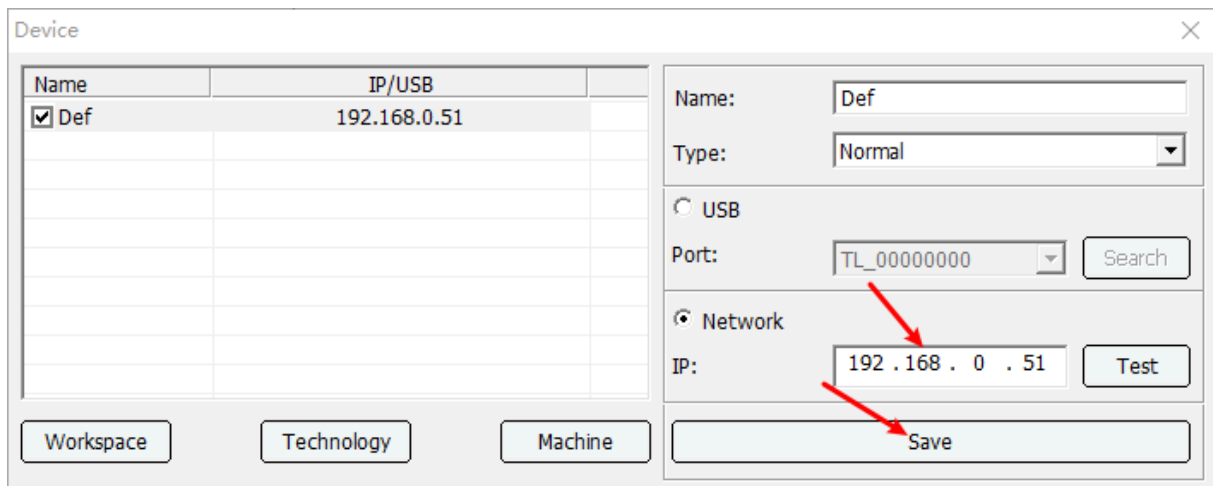 Device
Name IP/USB
Def 192.168.0.51
Workspace Technology Machine
Name: Def
Type: Normal
USB
Port: TL_00000000 Search
Network
IP: 192 . 168 . 0 . 51 Test
Save